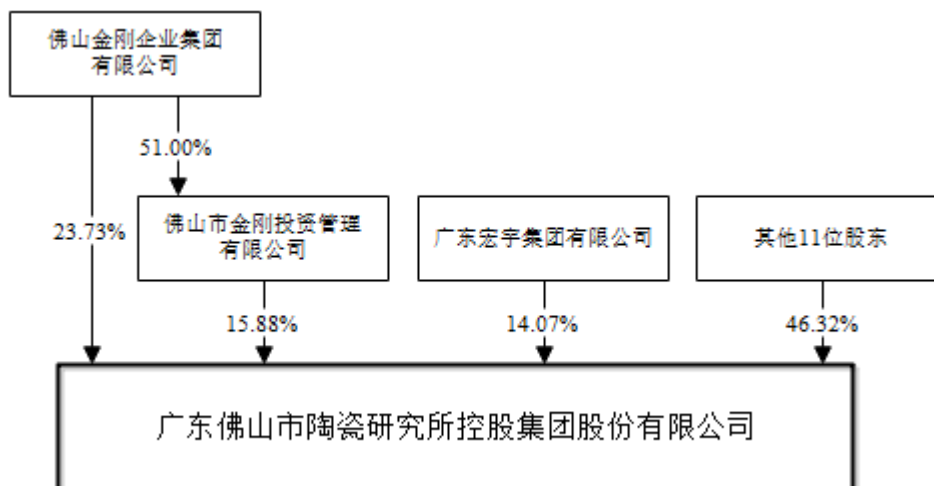 佛山金刚企业集团
有限公司
51.00%
23.73%
佛山市金刚投资管理
有限公司
广东宏宇集团有限公司
其他11位股东
15.88%
14.07%
46.32%
广东佛山市陶瓷研究所控股集团股份有限公司